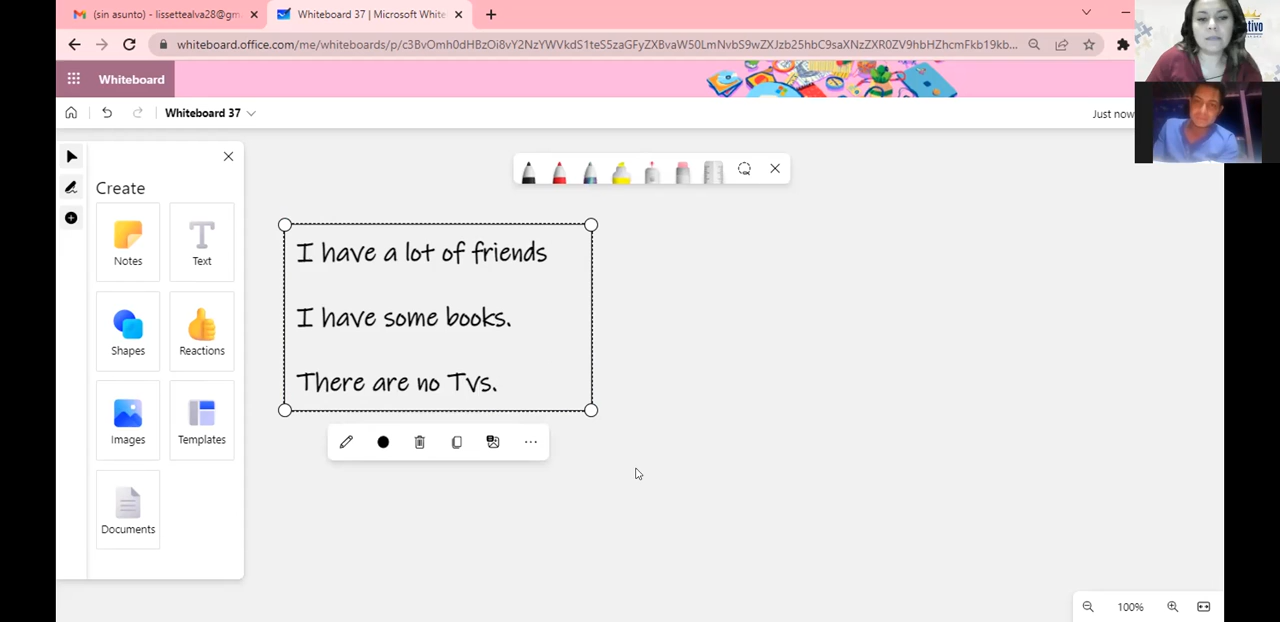 (sin asunto) - lissettealva28@gm
Whiteboard 37 | Microsoft White
whiteboard.office.com/me/whiteboards/p/c3BvOmh0dHBzOi8vY2NzYWVkdS1teS5zaGFyZXBvaW50LmNvbS9wZXJzb25hbC9saXNzZXR0ZV9hbHZhcmFkb19kb...
Whiteboard
Whiteboard 37
Just now
Create
Notes
Text
Shapes
Reactions
Images
Templates
Documents
I have a lot of friends
I have some books.
There are no Tvs.
100%